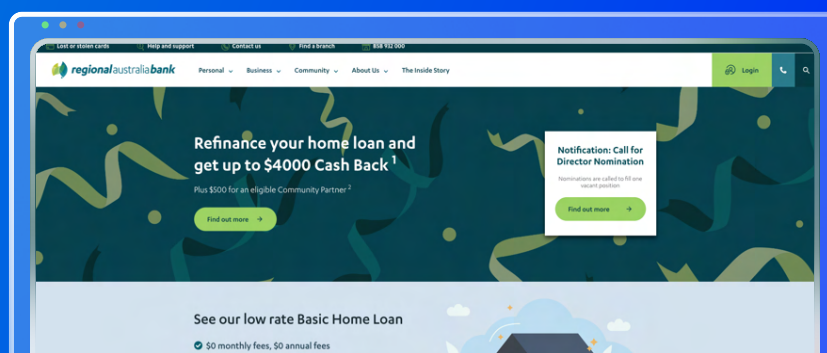 Lost or stolen cards Help and support Contact us Find a branch BSB 932 000
regionalaustraliabank Personal Business Community About Us The Inside Story Login
Refinance your home loan and
get up to $4000 Cash Back 1
Plus $500 for an eligible Community Partner 2
Find out more
Notification: Call for
Director Nomination
Nominations are called to fill one
vacant position
Find out more
See our low rate Basic Home Loan
$0 monthly fees, $0 annual fees